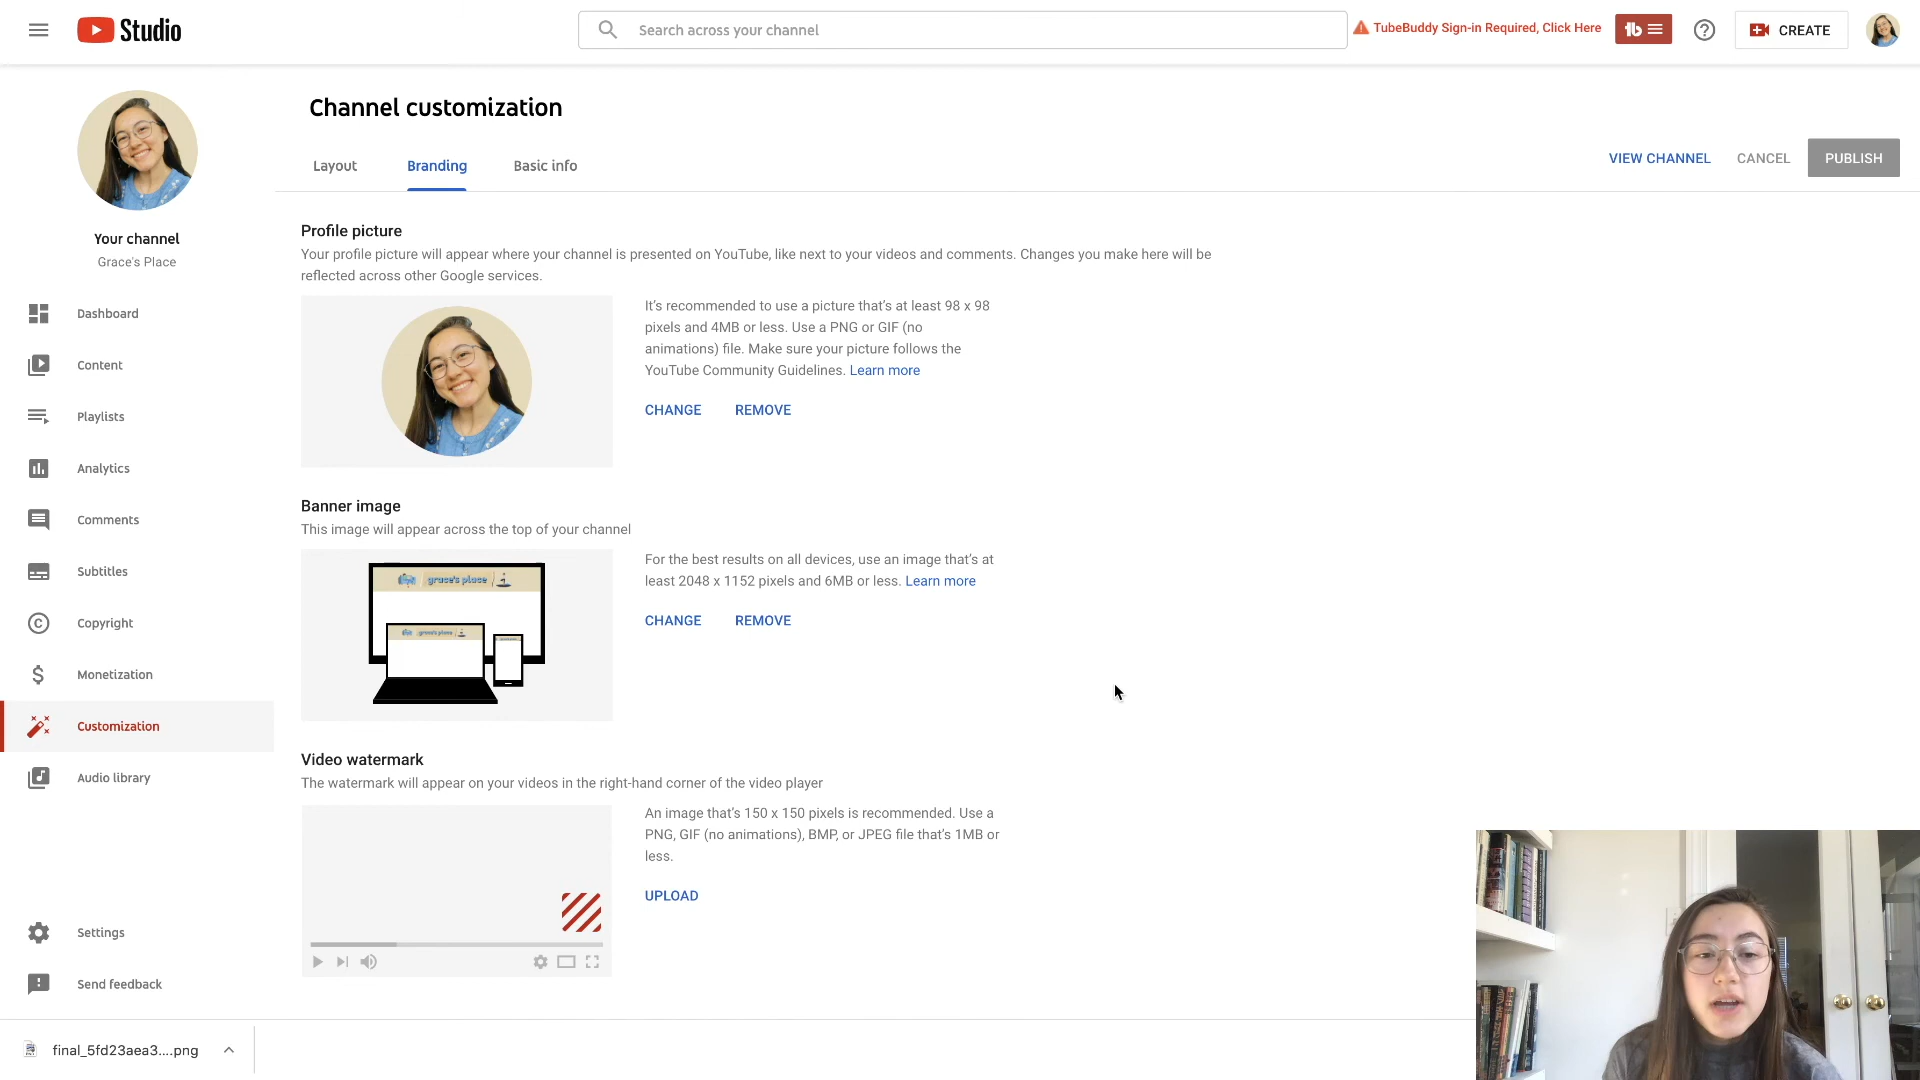 Studio
Search across your channel
TubeBuddy Sign-in Required, Click Here
tb
CREATE
Channel customization
Layout
Branding
Basic info
VIEW CHANNEL
CANCEL
PUBLISH
Your channel
Grace's Place
Dashboard
Content
Playlists
Analytics
Comments
Subtitles
Copyright
Monetization
Customization
Audio library
Settings
Send feedback
Profile picture
Your profile picture will appear where your channel is presented on YouTube, like next to your videos and comments. Changes you make here will be
reflected across other Google services.
It's recommended to use a picture that's at least 98 x 98
pixels and 4MB or less. Use a PNG or GIF (no
animations) file. Make sure your picture follows the
YouTube Community Guidelines. Learn more
CHANGE
REMOVE
Banner image
This image will appear across the top of your channel
grace's place
grace's place
For the best results on all devices, use an image that's at
least 2048 x 1152 pixels and 6MB or less. Learn more
CHANGE
REMOVE
Video watermark
The watermark will appear on your videos in the right-hand corner of the video player
An image that's 150 x 150 pixels is recommended. Use a
PNG, GIF (no animations), BMP, or JPEG file that's 1MB or
less.
UPLOAD
final_5fd23aea3....png